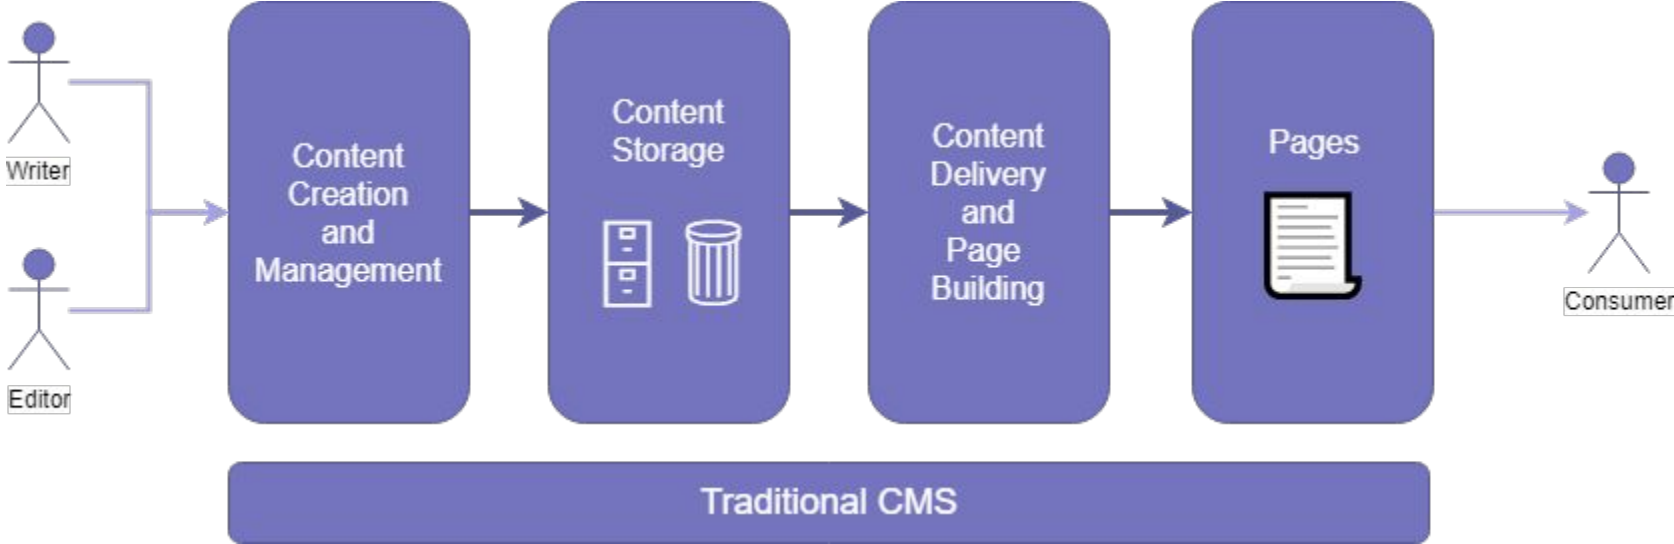 Writer
Editor
Content
Creation
and
Management
Content
Storage
Content
Delivery
and
Page
Building
Pages
Consumer
Traditional CMS